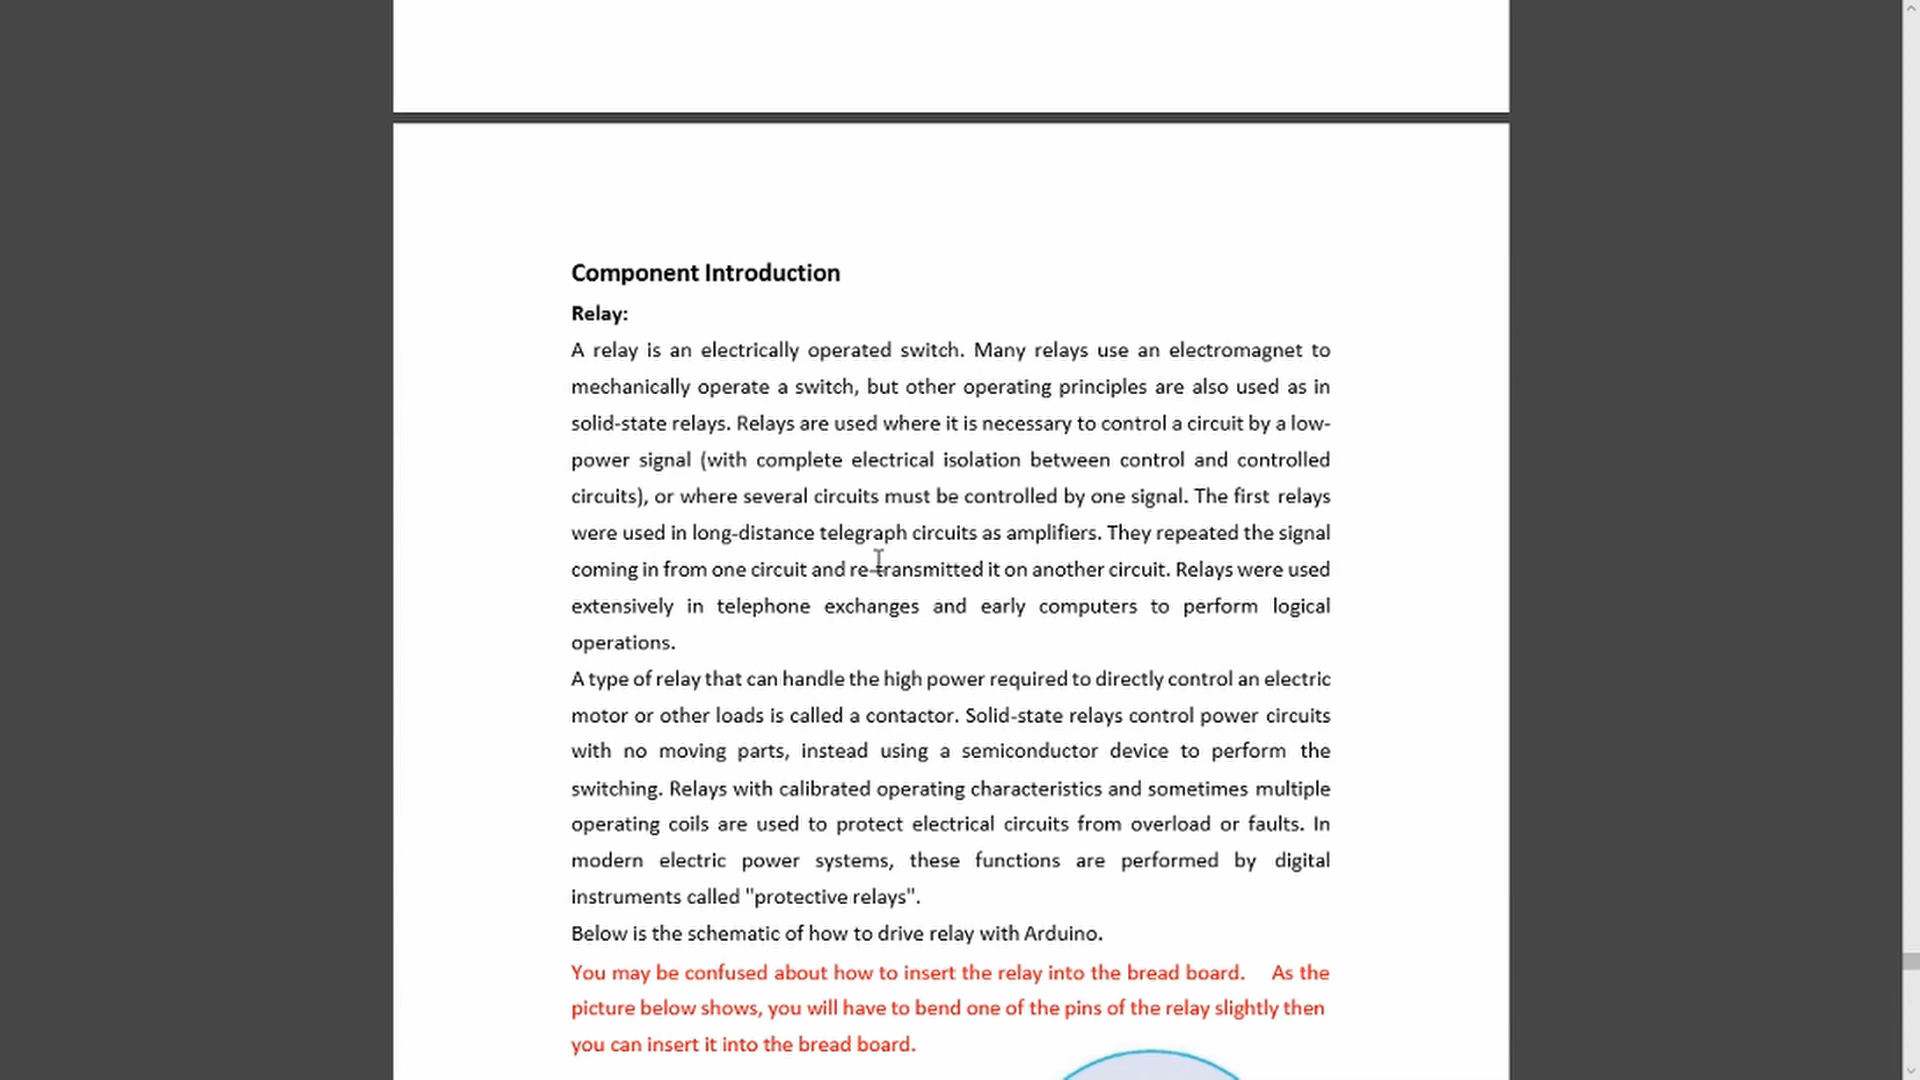 Component Introduction
Relay:
A relay is an electrically operated switch. Many relays use an electromagnet to
mechanically operate a switch, but other operating principles are also used as in
solid-state relays. Relays are used where it is necessary to control a circuit by a low-
power signal (with complete electrical isolation between control and controlled
circuits), or where several circuits must be controlled by one signal. The first relays
were used in long-distance telegraph circuits as amplifiers. They repeated the signal
coming in from one circuit and re-transmitted it on another circuit. Relays were used
extensively in telephone exchanges and early computers to perform logical
operations.
A type of relay that can handle the high power required to directly control an electric
motor or other loads is called a contactor. Solid-state relays control power circuits
with no moving parts, instead using a semiconductor device to perform the
switching. Relays with calibrated operating characteristics and sometimes multiple
operating coils are used to protect electrical circuits from overload or faults. In
modern electric power systems, these functions are performed by digital
instruments called "protective relays".
Below is the schematic of how to drive relay with Arduino.
You may be confused about how to insert the relay into the bread board. As the
picture below shows, you will have to bend one of the pins of the relay slightly then
you can insert it into the bread board.